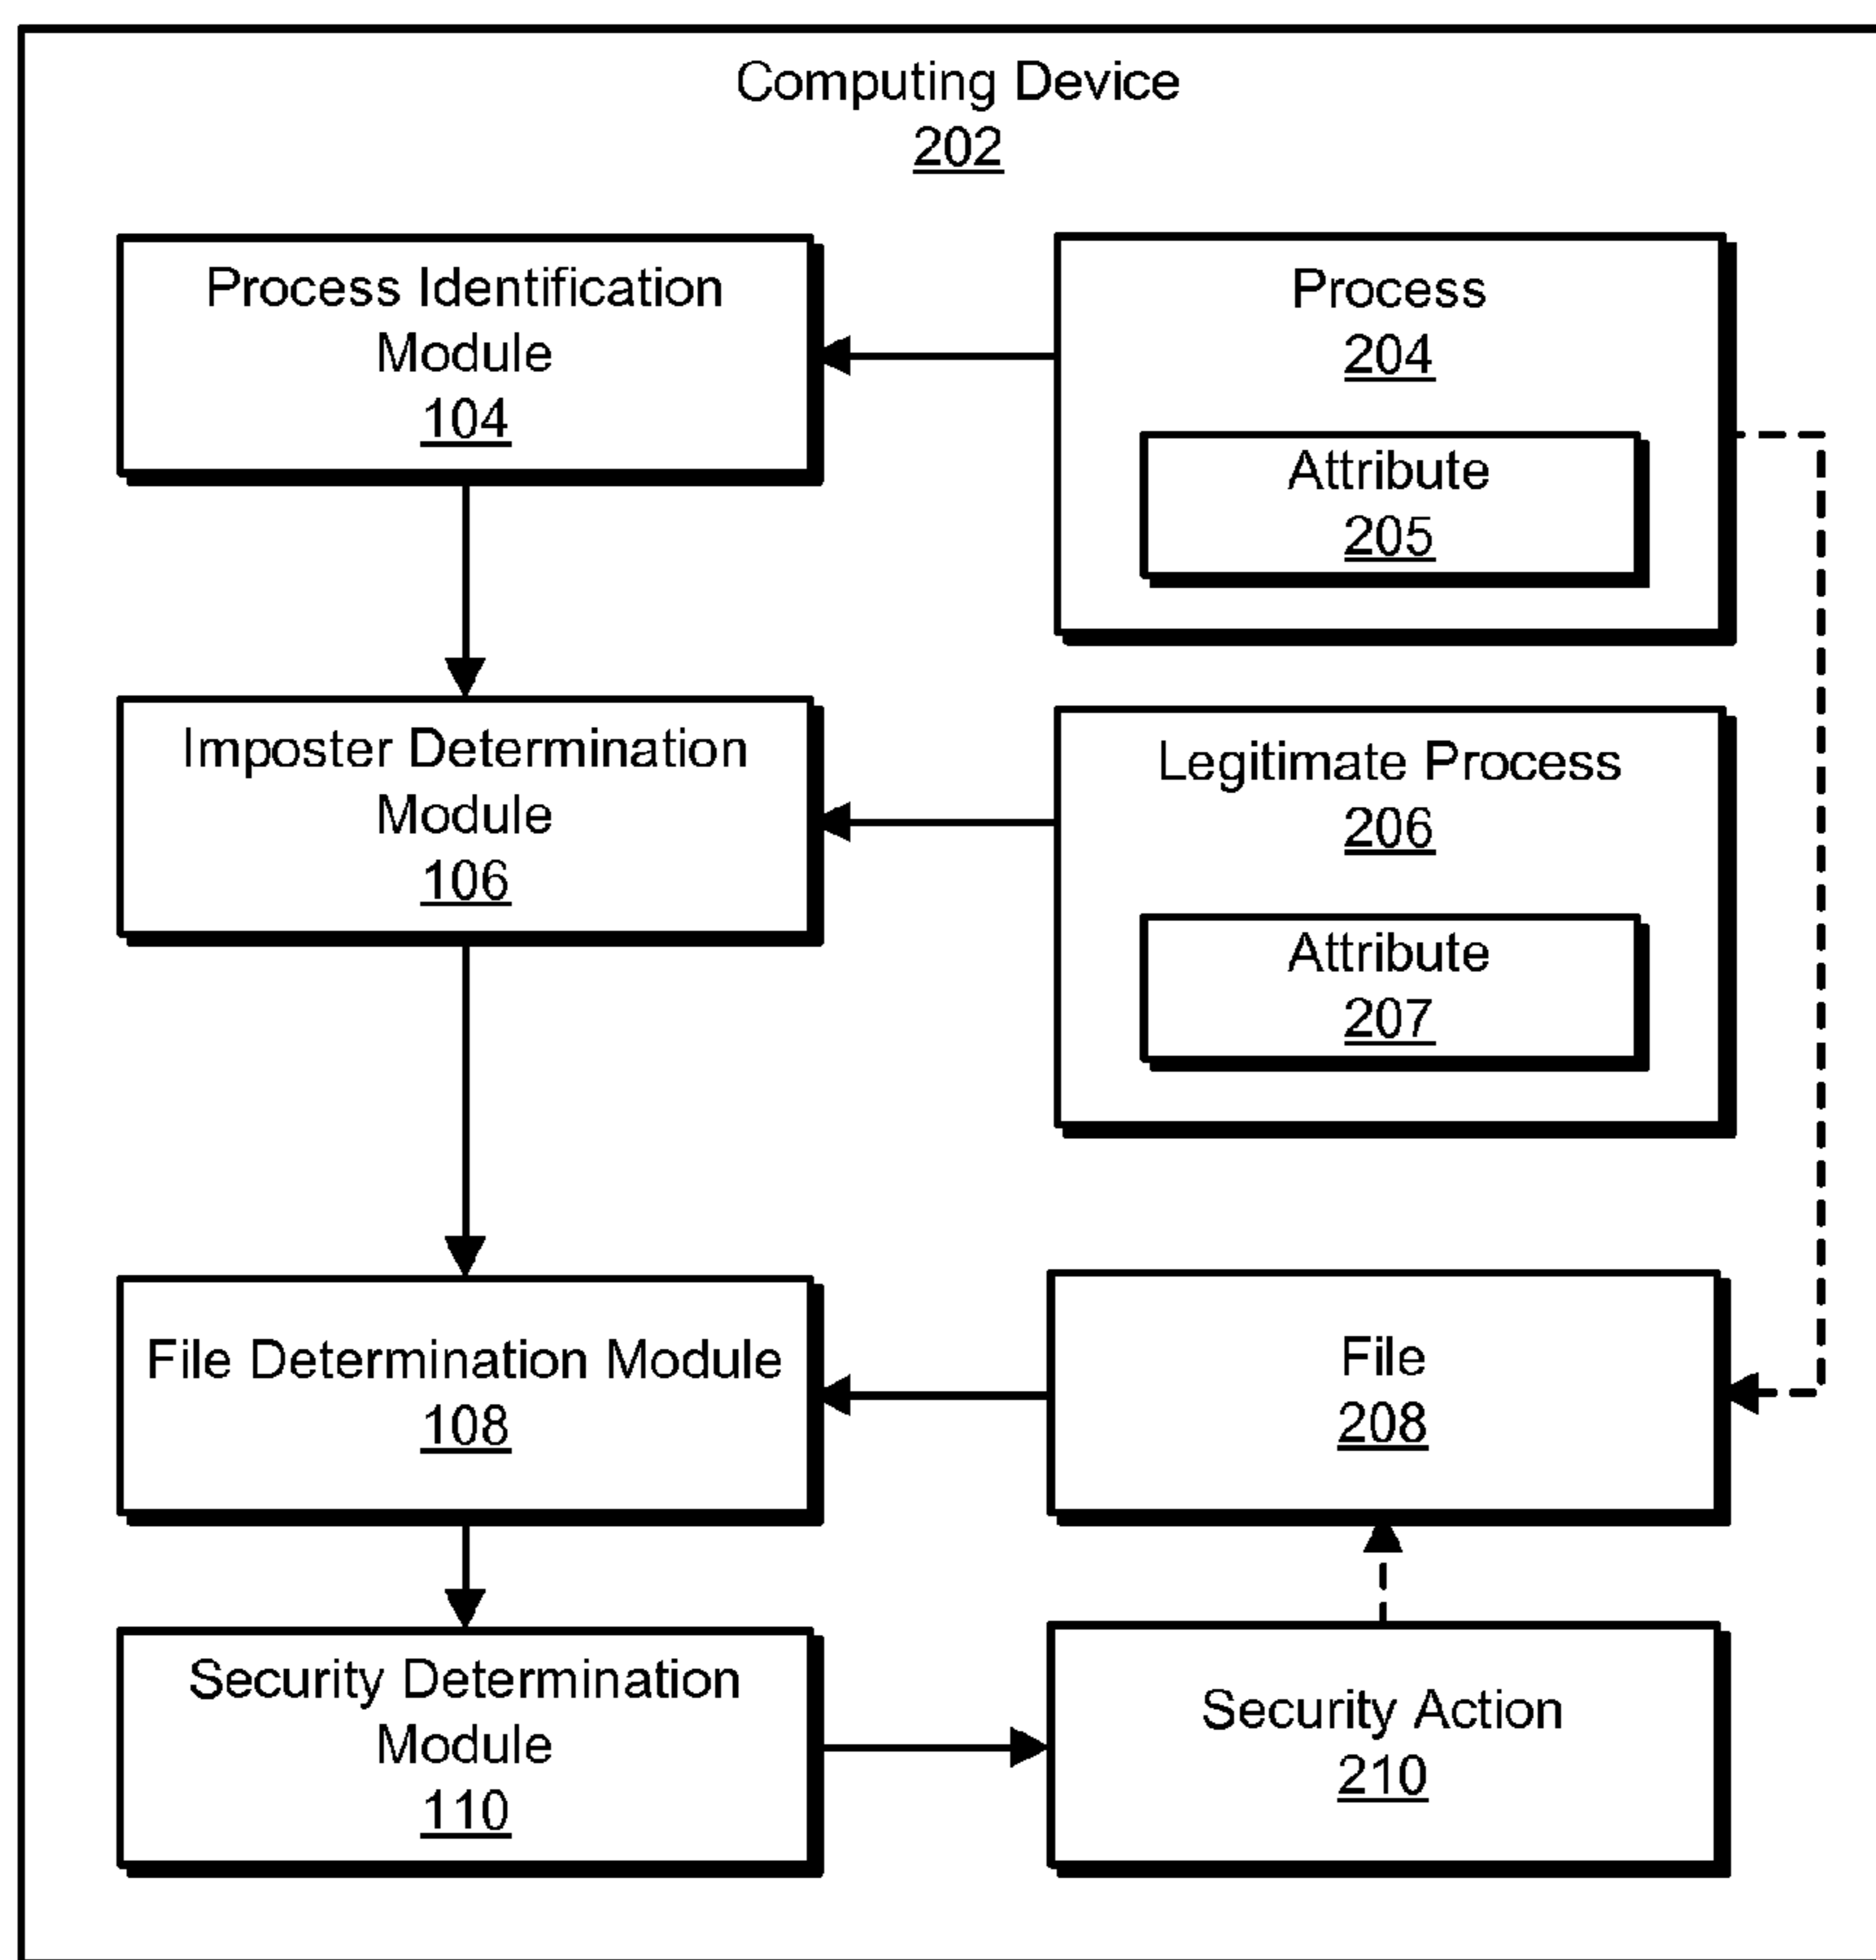 Computing Device
202
Process Identification
Module
104
Process
204
Attribute
205
Imposter Determination
Module
106
Legitimate Process
206
Attribute
207
File Determination Module
108
File
208
Security Determination
Module
110
Security Action
210